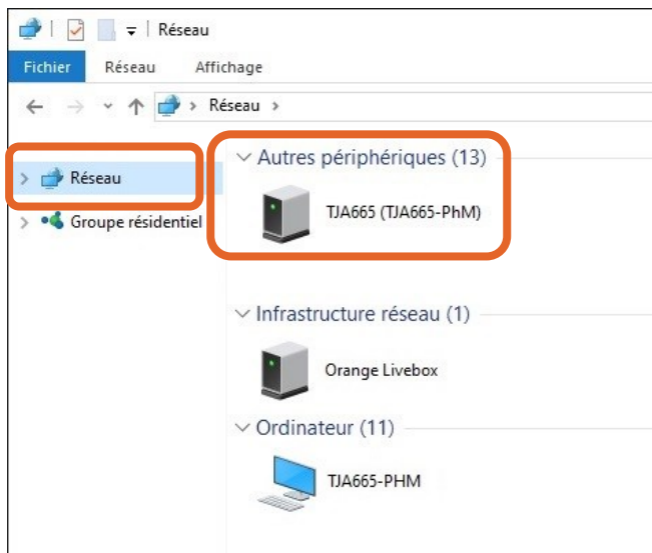 Réseau
Fichier Réseau Affichage
Réseau
Réseau
Groupe résidentiel
Autres périphériques (13)
TJA665 (TJA665-PhM)
Infrastructure réseau (1)
Orange Livebox
Ordinateur (11)
TJA665-PHM